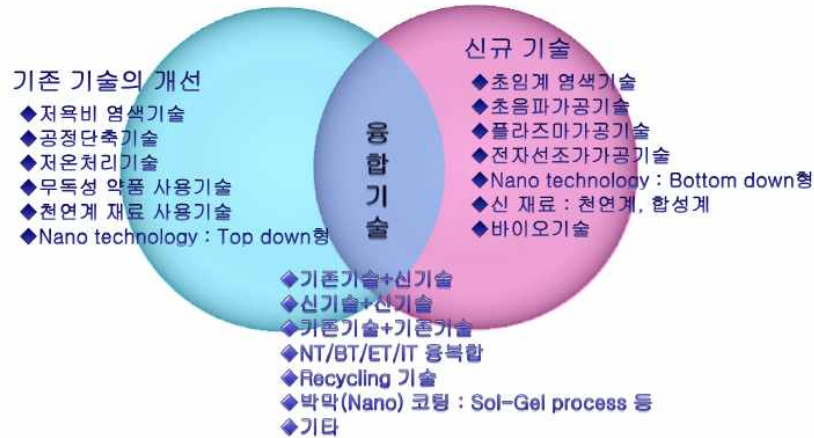 기존 기술의 개선
◆저욕비 염색기술
◆공정단축기술
◆저온처리기술
◆무독성 약품 사용기술
◆천연계 재료 사용기술
◆Nano technology : Top down형
융합기술
신규 기술
◆초임계 염색기술
◆초음파가공기술
◆플라즈마가공기술
◆전자선조가가공기술
◆Nano technology : Bottom down형
◆신 재료 : 천연계, 합성계
◆바이오기술
◆기존기술+신기술
◆신기술+신기술
◆기존기술+기존기술
◆NT/BT/ET/IT 융복합
◆Recycling 기술
◆박막(Nano) 코팅 : Sol-Gel process 등
◆기타